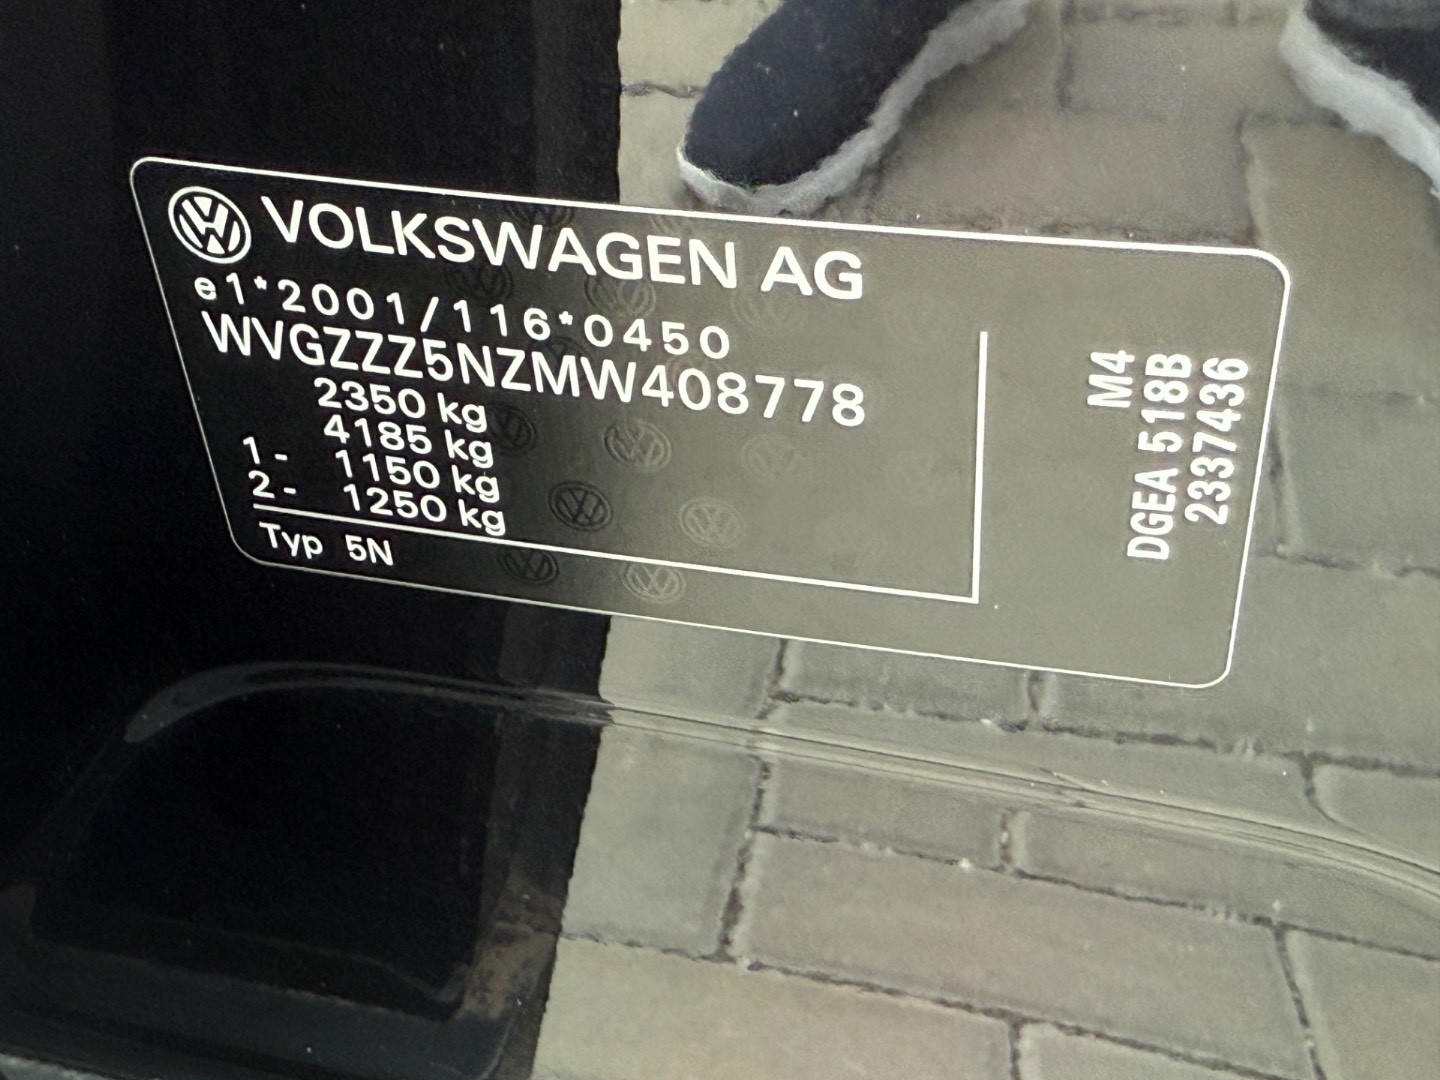 VOLKSWAGEN AG
e1*2001/116*0450
WVGZZZ5NZMW408778
2350 kg
4185 kg
1- 1150 kg
2- 1250 kg
Typ 5N
M4
DGEA 518B
2337436